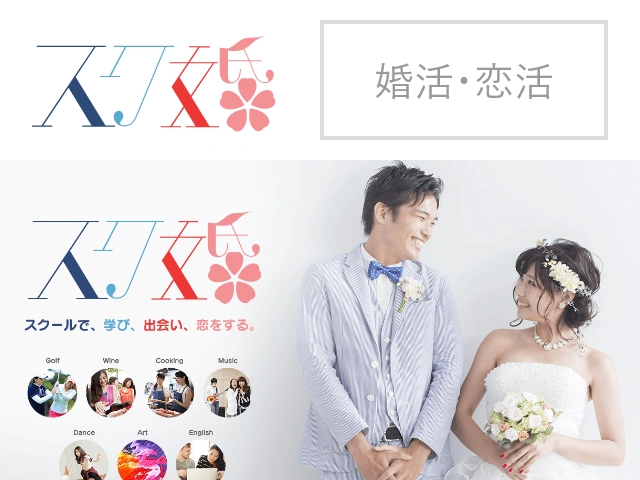 スク婚
婚活・恋活
スク婚
スクールで、学び、出会い、恋をする。
Golf
Wine
Cooking
Music
Dance
Art
English